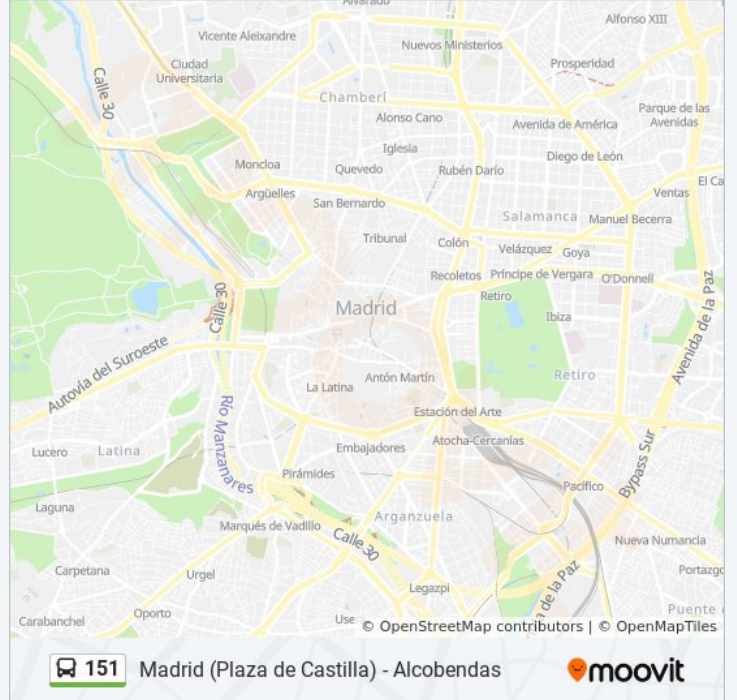 Alvarado
Alfonso XIII
Vicente Aleixandre
Nuevos Ministerios
Ciudad
Universitaria
Prosperidad
Calle 30
Chamberí
Parque de las
Avenidas
Alonso Cano
Avenida de América
Iglesia
Diego de León
Moncloa
Quevedo
Rubén Darío
El Ca
Argüelles
Ventas
San Bernardo
Salamanca
Manuel Becerra
Tribunal
Colón
Velázquez
Goya
Recoletos
Príncipe de Vergara
O'Donnell
Retiro
Calle 30
Madrid
Ibiza
Avenida de la Paz
Autovía del Suroeste
Retiro
La Latina
Antón Martín
Estación del Arte
Río Manzanares
Atocha-Cercanías
Embajadores
Lucero
Latina
Bypass Sur
Pirámides
Pacífico
Laguna
Arganzuela
Marqués de Vadillo
Calle 30
Nueva Numancia
Carpetana
Urgel
Portazgo
a de la Paz
Legazpi
Oporto
Puente
Carabanchel
Use
© OpenStreetMap contributors | © OpenMapTiles
151 Madrid (Plaza de Castilla) - Alcobendas
moovit